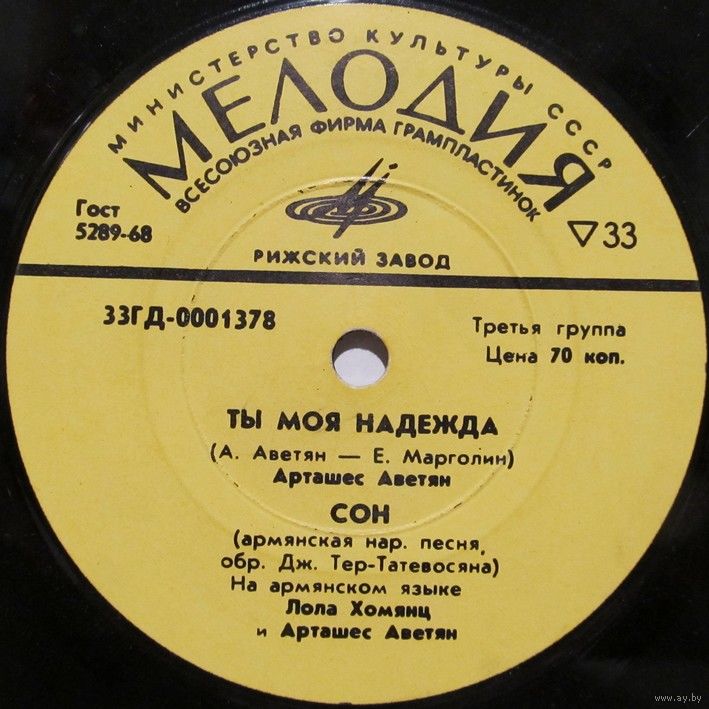 МИНИСТЕРСТВО КУЛЬТУРЫ СССР
МЕЛОДИЯ
ВСЕСОЮЗНАЯ ФИРМА ГРАМПЛАСТИНОК
Гост
5289-68
▽33
РИЖСКИЙ ЗАВОД
33ГД-0001378
Третья группа
Цена 70 коп.
ТЫ МОЯ НАДЕЖДА
(А. Аветян — Е. Марголин)
Арташес Аветян
СОН
(армянская нар. песня,
обр. Дж. Тер-Татевосяна)
На армянском языке
Лола Хомянц
и Арташес Аветян
www.ay.by